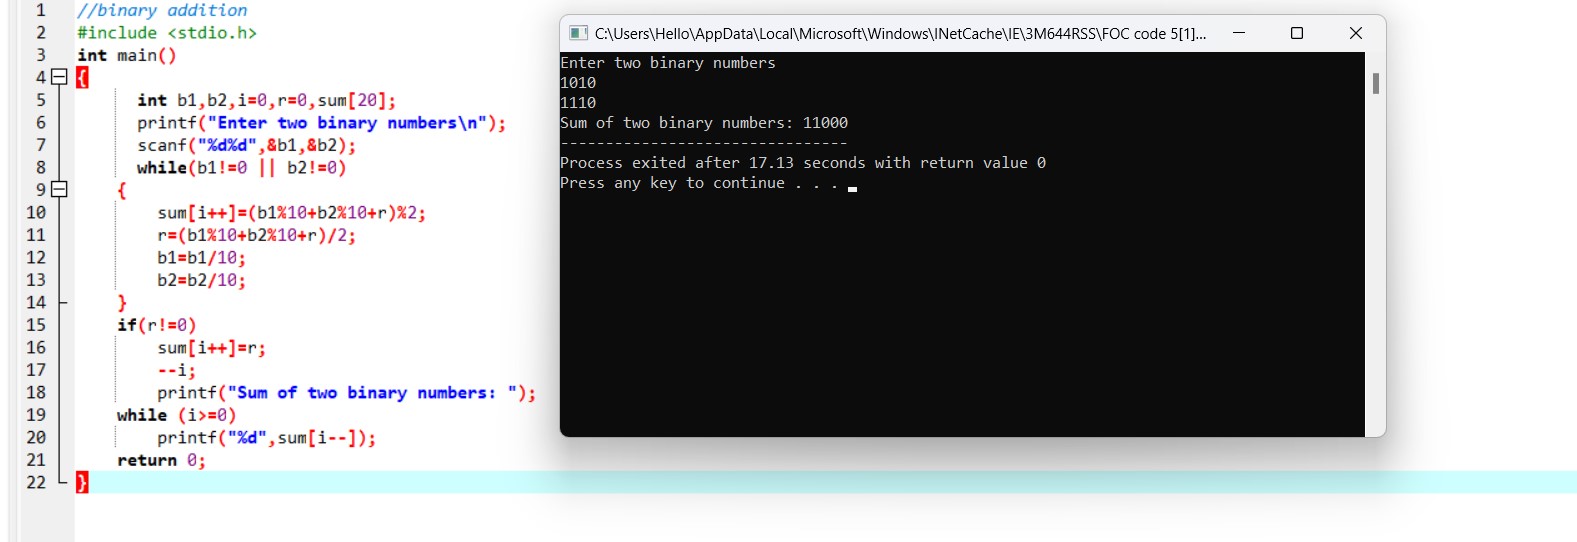 1 //binary addition
2 #include <stdio.h>
3 int main()
4 {
5 int b1,b2,i=0,r=0,sum[20];
6 printf("Enter two binary numbers\n");
7 scanf("%d%d",&b1,&b2);
8 while(b1!=0 || b2!=0)
9 {
10 sum[i++]=(b1%10+b2%10+r)%2;
11 r=(b1%10+b2%10+r)/2;
12 b1=b1/10;
13 b2=b2/10;
14 }
15 if(r!=0)
16 sum[i++]=r;
17 --i;
18 printf("Sum of two binary numbers: ");
19 while (i>=0)
20 printf("%d",sum[i--]);
21 return 0;
22 }
C:\Users\Hello\AppData\Local\Microsoft\Windows\INetCache\IE\3M644RSS\FOC code 5[1]...
Enter two binary numbers
1010
1110
Sum of two binary numbers: 11000
--------------------------------
Process exited after 17.13 seconds with return value 0
Press any key to continue . . .